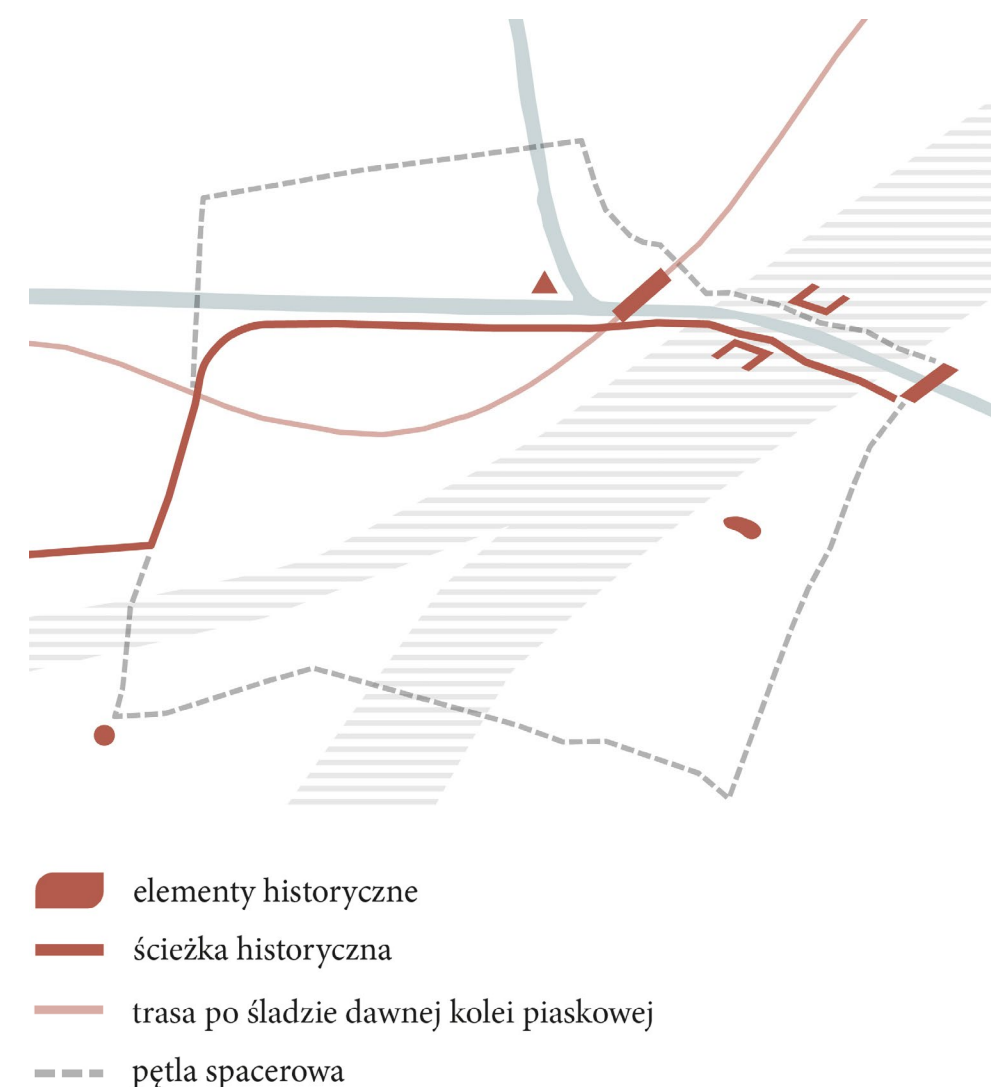 elementy historyczne
ścieżka historyczna
trasa po śladzie dawnej kolei piaskowej
pętla spacerowa